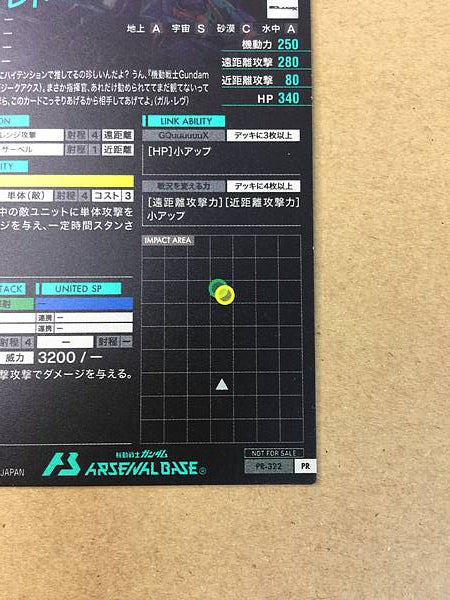 地上 A 宇宙 S 砂漠 C 水中 A
機動力 250
遠距離攻撃 280
近距離攻撃 80
HP 340
にハイテンションで推してるの珍しいんだよ? うん、『機動戦士Gundam
ジークアクス)』。まさか指揮官、あれだけ勧められててまだ観てないって
ら、このカードこっそりあげるから相手してあげてよ(ガル・レヴ)
ON
レンジ攻撃 射程 4 遠距離
サーベル 射程 1 近距離
ITY
単体(敵) 射程 4 コスト 3
中の敵ユニットに単体攻撃を
ジを与え、一定時間スタンさ
LINK ABILITY
GQuuuuuuX デッキに3枚以上
[HP]小アップ
戦況を変える力 デッキに4枚以上
[遠距離攻撃力][近距離攻撃力]
小アップ
IMPACT AREA
TACK UNITED SP
射 ー
連携 ー
連携 ー
射程 4 ー 射程 ー
威力 3200 / ー
撃攻撃でダメージを与える。
JAPAN
機動戦士ガンダム
ARSENAL BASE
NOT FOR SALE
PR-322 PR